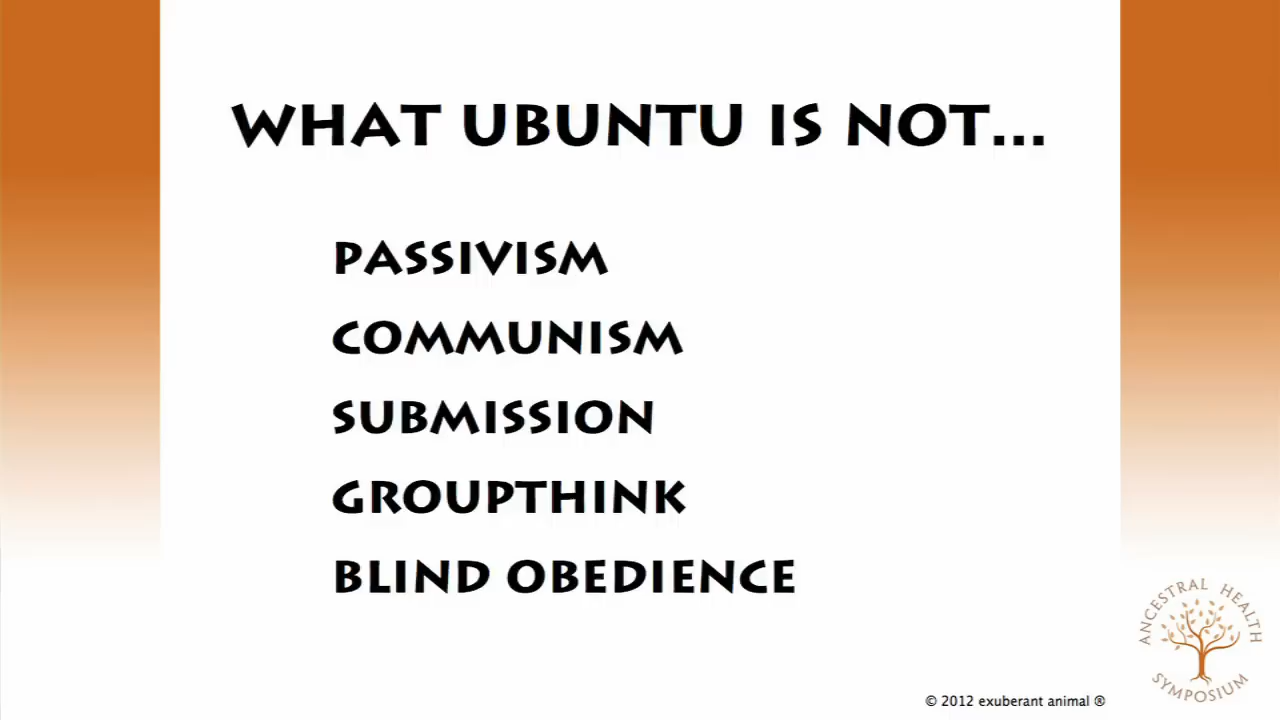 WHAT UBUNTU IS NOT...
PASSIVISM
COMMUNISM
SUBMISSION
GROUPTHINK
BLIND OBEDIENCE
ANCESTRAL HEALTH
SYMPOSIUM
© 2012 exuberant animal ®